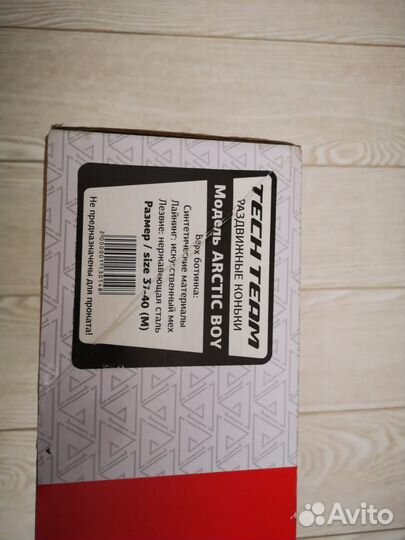 TECH TEAM
РАЗДВИЖНЫЕ КОНЬКИ
Модель ARCTIC BOY
Верх ботинка:
Синтетические материалы
Лайнинг: искуственный мех
Лезвие: нержавеющая сталь
Размер / size 37-40 (M)
Не предназначены для проката!
Avito